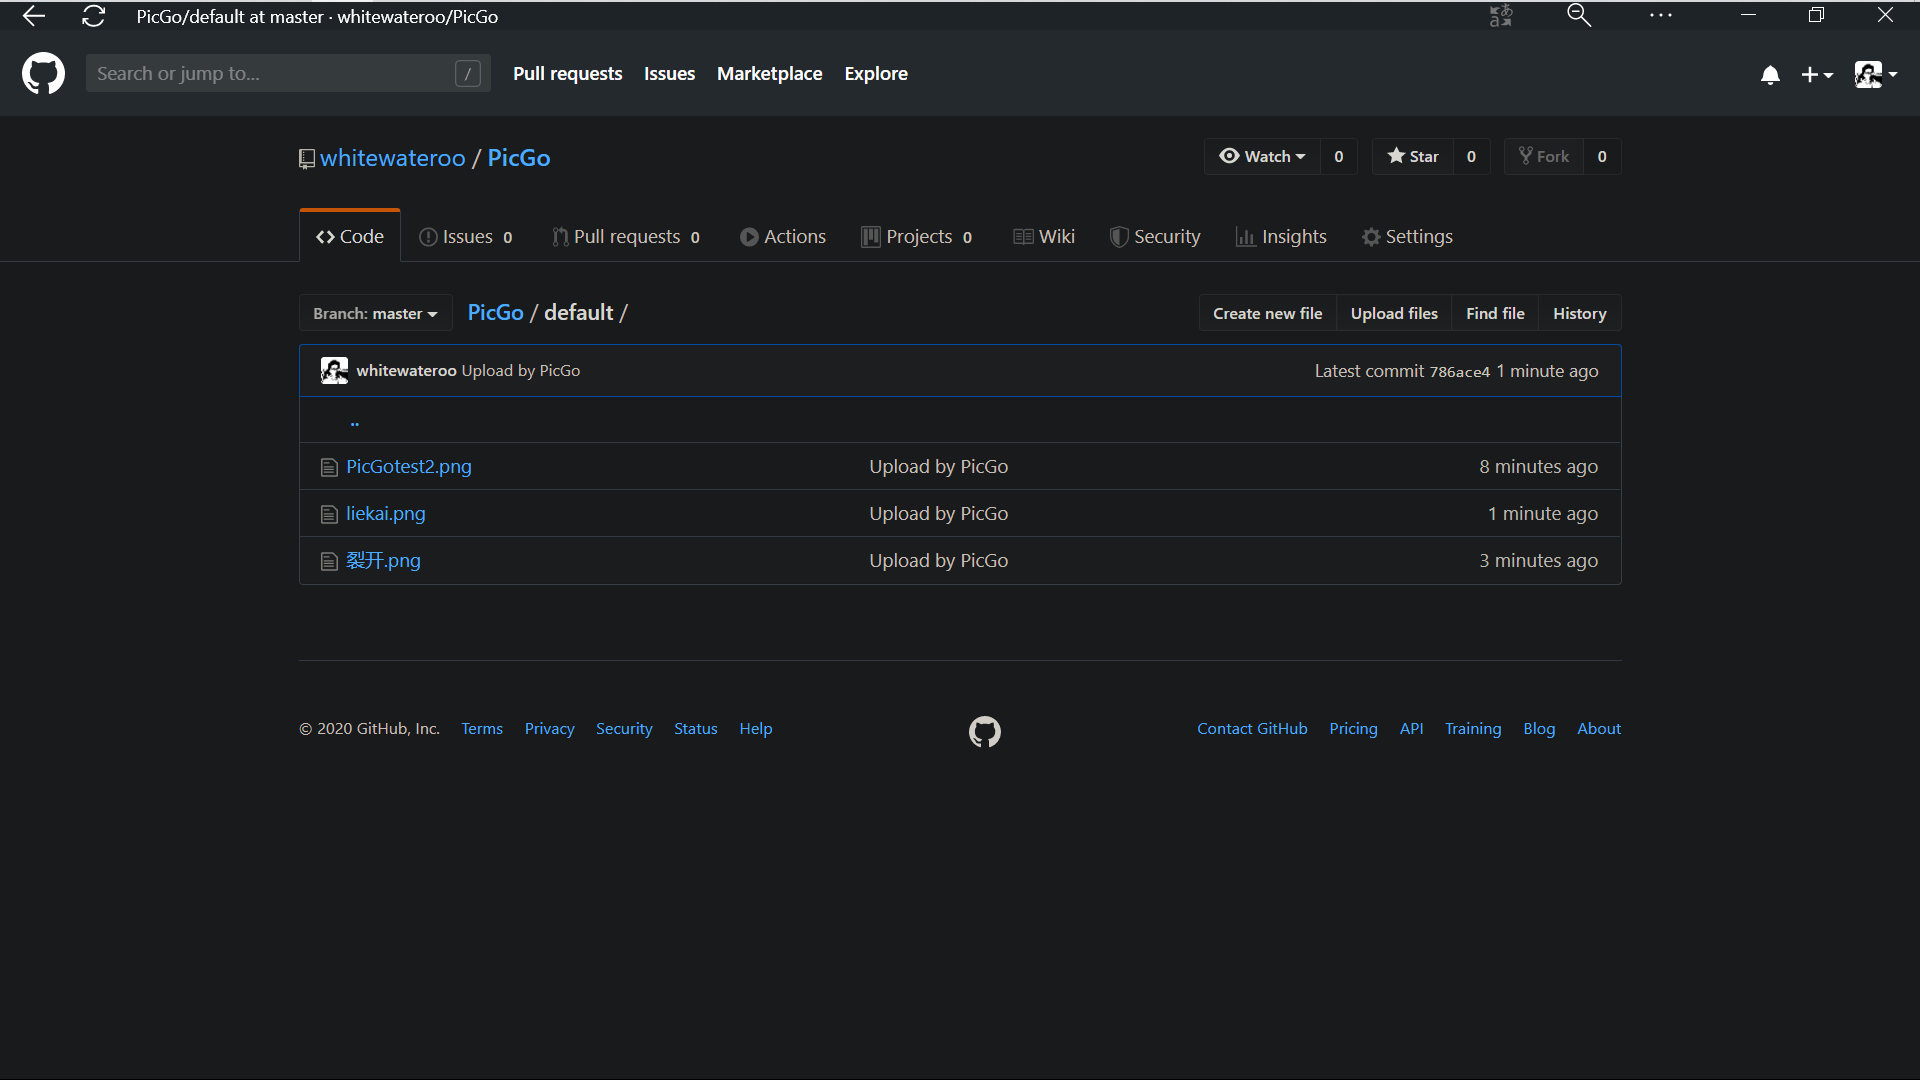 PicGo/default at master · whitewateroo/PicGo
Search or jump to... / Pull requests Issues Marketplace Explore
whitewateroo / PicGo Watch 0 Star 0 Fork 0
Code Issues 0 Pull requests 0 Actions Projects 0 Wiki Security Insights Settings
Branch: master PicGo / default / Create new file Upload files Find file History
whitewateroo Upload by PicGo Latest commit 786ace4 1 minute ago
..
PicGotest2.png Upload by PicGo 8 minutes ago
liekai.png Upload by PicGo 1 minute ago
裂开.png Upload by PicGo 3 minutes ago
© 2020 GitHub, Inc. Terms Privacy Security Status Help Contact GitHub Pricing API Training Blog About